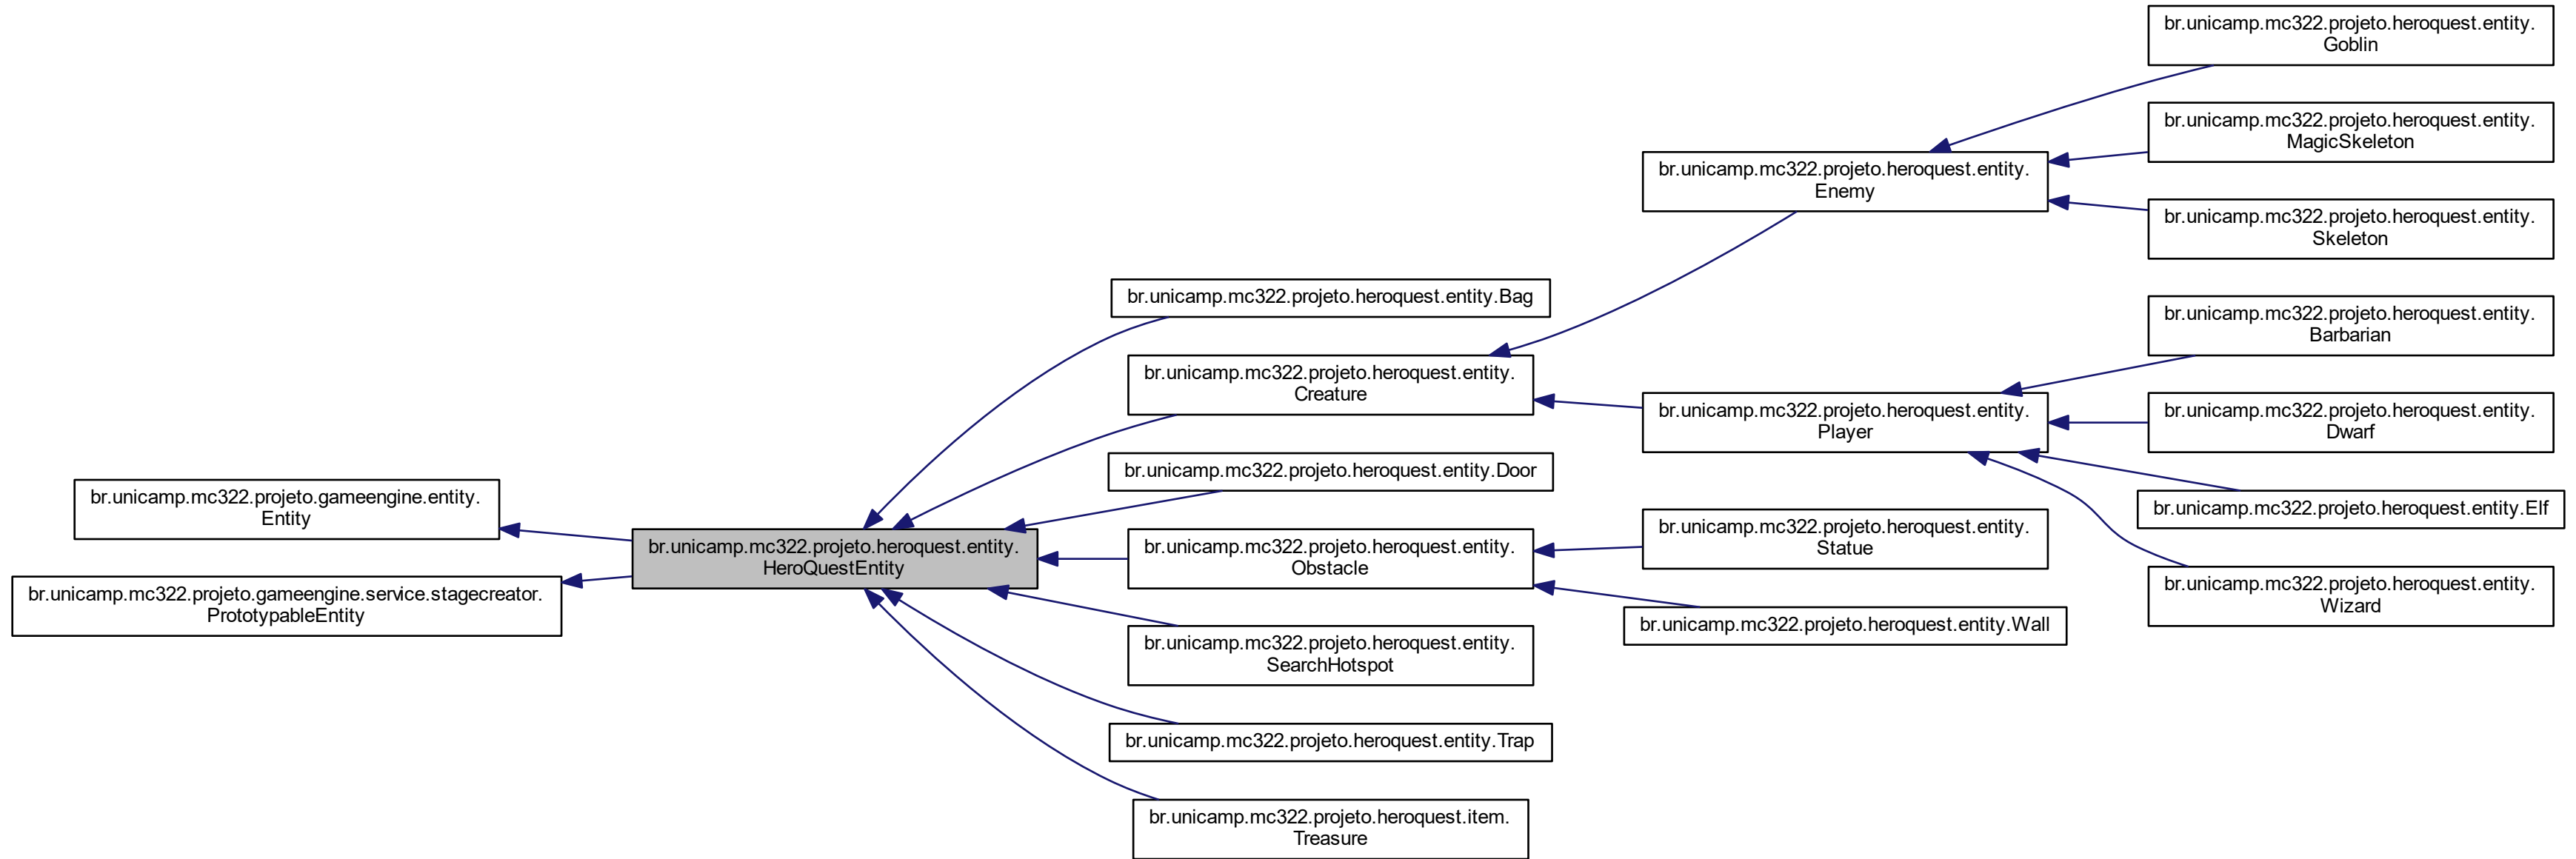 br.unicamp.mc322.projeto.gameengine.entity.
Entity
br.unicamp.mc322.projeto.gameengine.service.stagecreator.
PrototypableEntity
br.unicamp.mc322.projeto.heroquest.entity.
HeroQuestEntity
br.unicamp.mc322.projeto.heroquest.entity.Bag
br.unicamp.mc322.projeto.heroquest.entity.
Creature
br.unicamp.mc322.projeto.heroquest.entity.Door
br.unicamp.mc322.projeto.heroquest.entity.
Obstacle
br.unicamp.mc322.projeto.heroquest.entity.
SearchHotspot
br.unicamp.mc322.projeto.heroquest.entity.Trap
br.unicamp.mc322.projeto.heroquest.item.
Treasure
br.unicamp.mc322.projeto.heroquest.entity.
Enemy
br.unicamp.mc322.projeto.heroquest.entity.
Player
br.unicamp.mc322.projeto.heroquest.entity.
Statue
br.unicamp.mc322.projeto.heroquest.entity.Wall
br.unicamp.mc322.projeto.heroquest.entity.
Goblin
br.unicamp.mc322.projeto.heroquest.entity.
MagicSkeleton
br.unicamp.mc322.projeto.heroquest.entity.
Skeleton
br.unicamp.mc322.projeto.heroquest.entity.
Barbarian
br.unicamp.mc322.projeto.heroquest.entity.
Dwarf
br.unicamp.mc322.projeto.heroquest.entity.Elf
br.unicamp.mc322.projeto.heroquest.entity.
Wizard